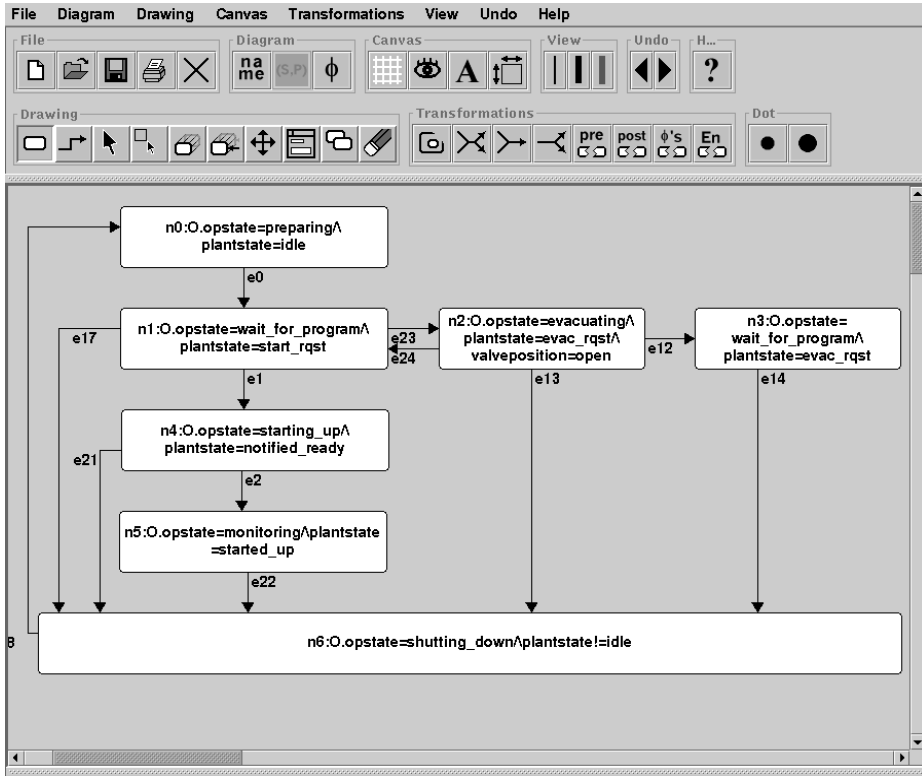 File Diagram Drawing Canvas Transformations View Undo Help
File Diagram Canvas View Undo H...
na
me
(S,P) ϕ A ?
Drawing Transformations Dot
pre post ϕ's En
n0:O.opstate=preparing/\
plantstate=idle
e0
n1:O.opstate=wait_for_program/\
plantstate=start_rqst
e17
e23
e24
n2:O.opstate=evacuating/\
plantstate=evac_rqst/\
valveposition=open
e12
n3:O.opstate=
wait_for_program/\
plantstate=evac_rqst
e1
e13
e14
n4:O.opstate=starting_up/\
plantstate=notified_ready
e21
e2
n5:O.opstate=monitoring/\plantstate
=started_up
e22
8
n6:O.opstate=shutting_down/\plantstate!=idle